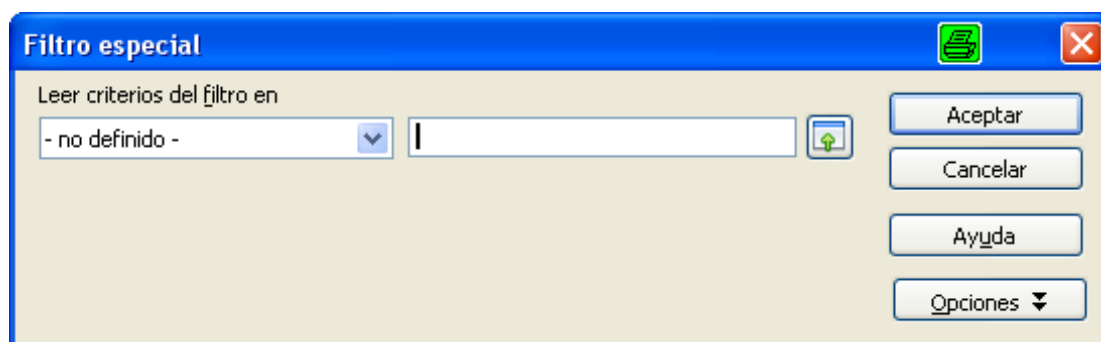 Filtro especial
Leer criterios del filtro en
- no definido -
Aceptar
Cancelar
Ayuda
Opciones